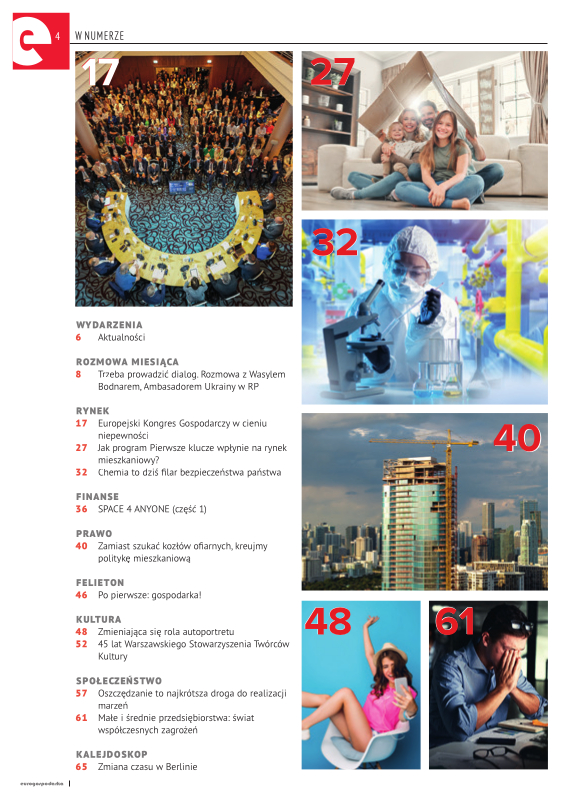 e
4
W NUMERZE
17
27
32
40
48
61
WYDARZENIA
6 Aktualności
ROZMOWA MIESIĄCA
8 Trzeba prowadzić dialog. Rozmowa z Wasylem
Bodnarem, Ambasadorem Ukrainy w RP
RYNEK
17 Europejski Kongres Gospodarczy w cieniu
niepewności
27 Jak program Pierwsze klucze wpłynie na rynek
mieszkaniowy?
32 Chemia to dziś filar bezpieczeństwa państwa
FINANSE
36 SPACE 4 ANYONE (część 1)
PRAWO
40 Zamiast szukać kozłów ofiarnych, kreujmy
politykę mieszkaniową
FELIETON
46 Po pierwsze: gospodarka!
KULTURA
48 Zmieniająca się rola autoportretu
52 45 lat Warszawskiego Stowarzyszenia Twórców
Kultury
SPOŁECZEŃSTWO
57 Oszczędzanie to najkrótsza droga do realizacji
marzeń
61 Małe i średnie przedsiębiorstwa: świat
współczesnych zagrożeń
KALEJDOSKOP
65 Zmiana czasu w Berlinie
eurogospodarka